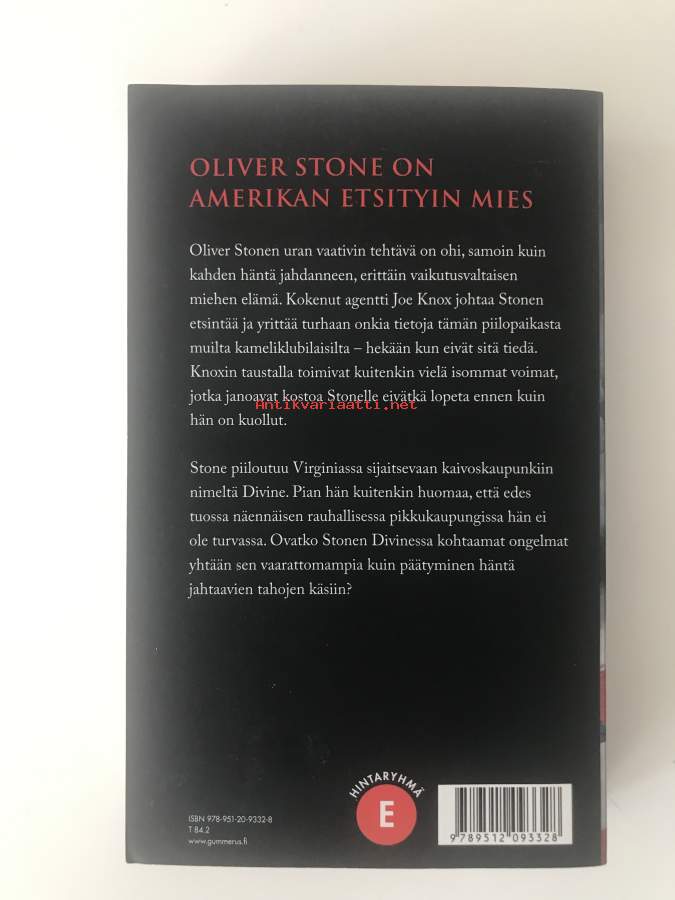 OLIVER STONE ON
AMERIKAN ETSITYIN MIES
Oliver Stonen uran vaativin tehtävä on ohi, samoin kuin
kahden häntä jahdanneen, erittäin vaikutusvaltaisen
miehen elämä. Kokenut agentti Joe Knox johtaa Stonen
etsintää ja yrittää turhaan onkia tietoja tämän piilopaikasta
muilta kameliklubilaisilta – hekään kun eivät sitä tiedä.
Knoxin taustalla toimivat kuitenkin vielä isommat voimat,
jotka janoavat kostoa Stonelle eivätkä lopeta ennen kuin
Antikvariaatti.net
hän on kuollut.
Stone piiloutuu Virginiassa sijaitsevaan kaivoskaupunkiin
nimeltä Divine. Pian hän kuitenkin huomaa, että edes
tuossa näennäisen rauhallisessa pikkukaupungissa hän ei
ole turvassa. Ovatko Stonen Divinessa kohtaamat ongelmat
yhtään sen vaarattomampia kuin päätyminen häntä
jahtaavien tahojen käsiin?
HINTARYHMÄ
E
ISBN 978-951-20-9332-8
T 84.2
www.gummerus.fi
9 789512 093328